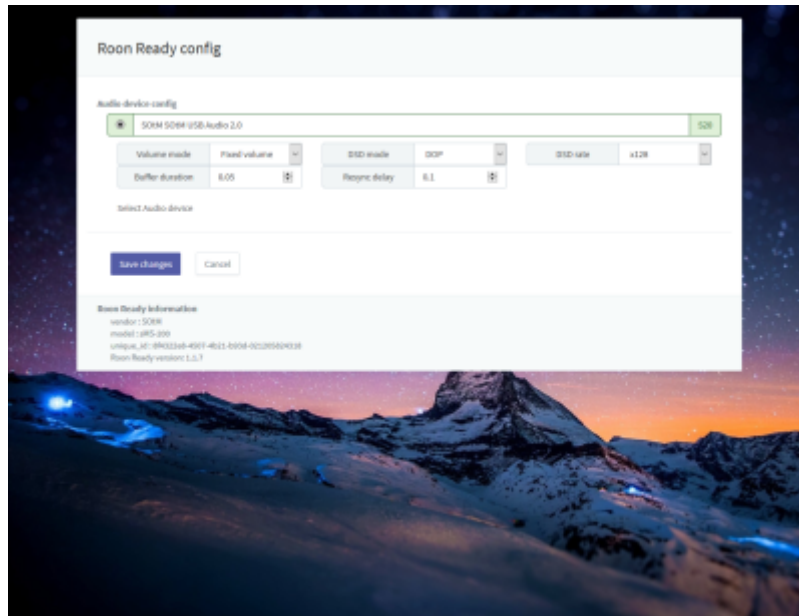 Roon Ready config
Audio device config
SOtM SOtM USB Audio 2.0 S20
Volume mode Fixed volume DSD mode DOP DSD rate x128
Buffer duration 0.05 Resync delay 0.1
Select Audio device
Save changes Cancel
Roon Ready Information
vendor : SOtM
model : sMS-200
unique_id :
Roon Ready version: 1.1.7